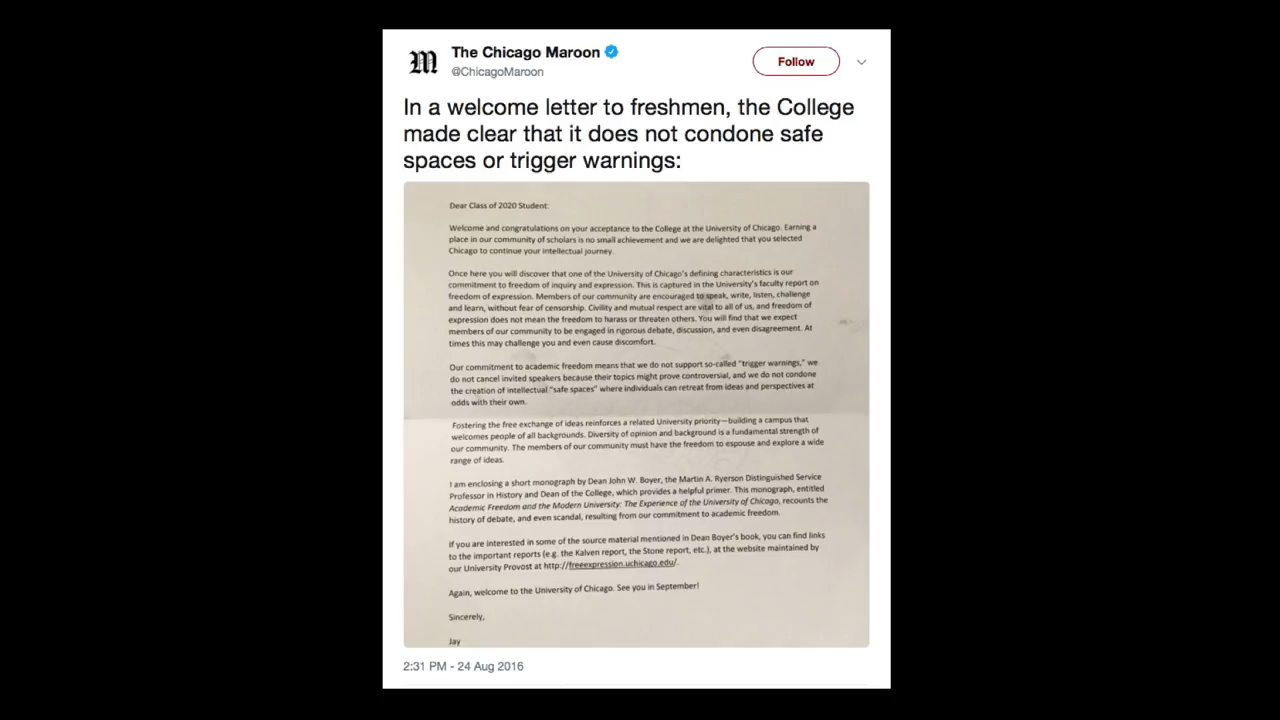 The Chicago Maroon
@ChicagoMaroon
Follow
In a welcome letter to freshmen, the College
made clear that it does not condone safe
spaces or trigger warnings:
Dear Class of 2020 Student:
Welcome and congratulations on your acceptance to the College at the University of Chicago. Earning a
place in our community of scholars is no small achievement and we are delighted that you selected
Chicago to continue your intellectual journey.
Once here you will discover that one of the University of Chicago's defining characteristics is our
commitment to freedom of inquiry and expression. This is captured in the University's faculty report on
freedom of expression. Members of our community are encouraged to speak, write, listen, challenge
and learn, without fear of censorship. Civility and mutual respect are vital to all of us, and freedom of
expression does not mean the freedom to harass or threaten others. You will find that we expect
members of our community to be engaged in rigorous debate, discussion, and even disagreement. At
times this may challenge you and even cause discomfort.
Our commitment to academic freedom means that we do not support so-called "trigger warnings," we
do not cancel invited speakers because their topics might prove controversial, and we do not condone
the creation of intellectual "safe spaces" where individuals can retreat from ideas and perspectives at
odds with their own.
Fostering the free exchange of ideas reinforces a related University priority—building a campus that
welcomes people of all backgrounds. Diversity of opinion and background is a fundamental strength of
our community. The members of our community must have the freedom to espouse and explore a wide
range of ideas.
I am enclosing a short monograph by Dean John W. Boyer, the Martin A. Ryerson Distinguished Service
Professor in History and Dean of the College, which provides a helpful primer. This monograph, entitled
Academic Freedom and the Modern University: The Experience of the University of Chicago, recounts the
history of debate, and even scandal, resulting from our commitment to academic freedom.
If you are interested in some of the source material mentioned in Dean Boyer's book, you can find links
to the important reports (e.g. the Kalven report, the Stone report, etc.), at the website maintained by
our University Provost at http://freeexpression.uchicago.edu/.
Again, welcome to the University of Chicago. See you in September!
Sincerely,
Jay
2:31 PM - 24 Aug 2016